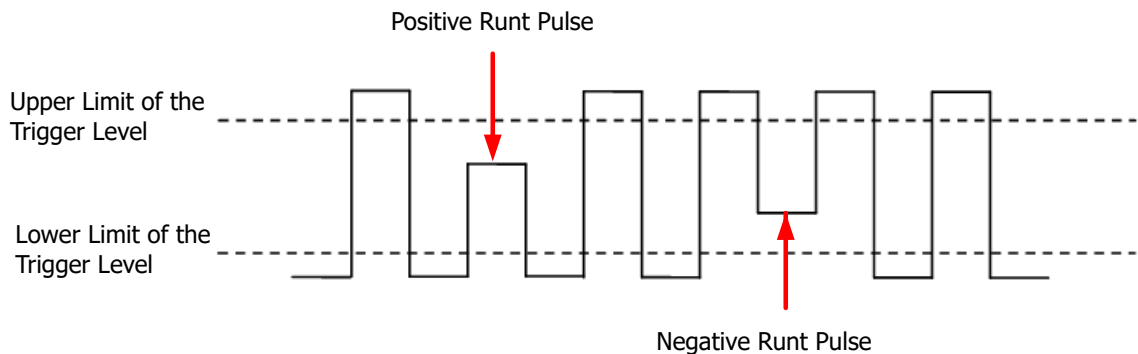 Positive Runt Pulse
Upper Limit of the
Trigger Level
Lower Limit of the
Trigger Level
Negative Runt Pulse